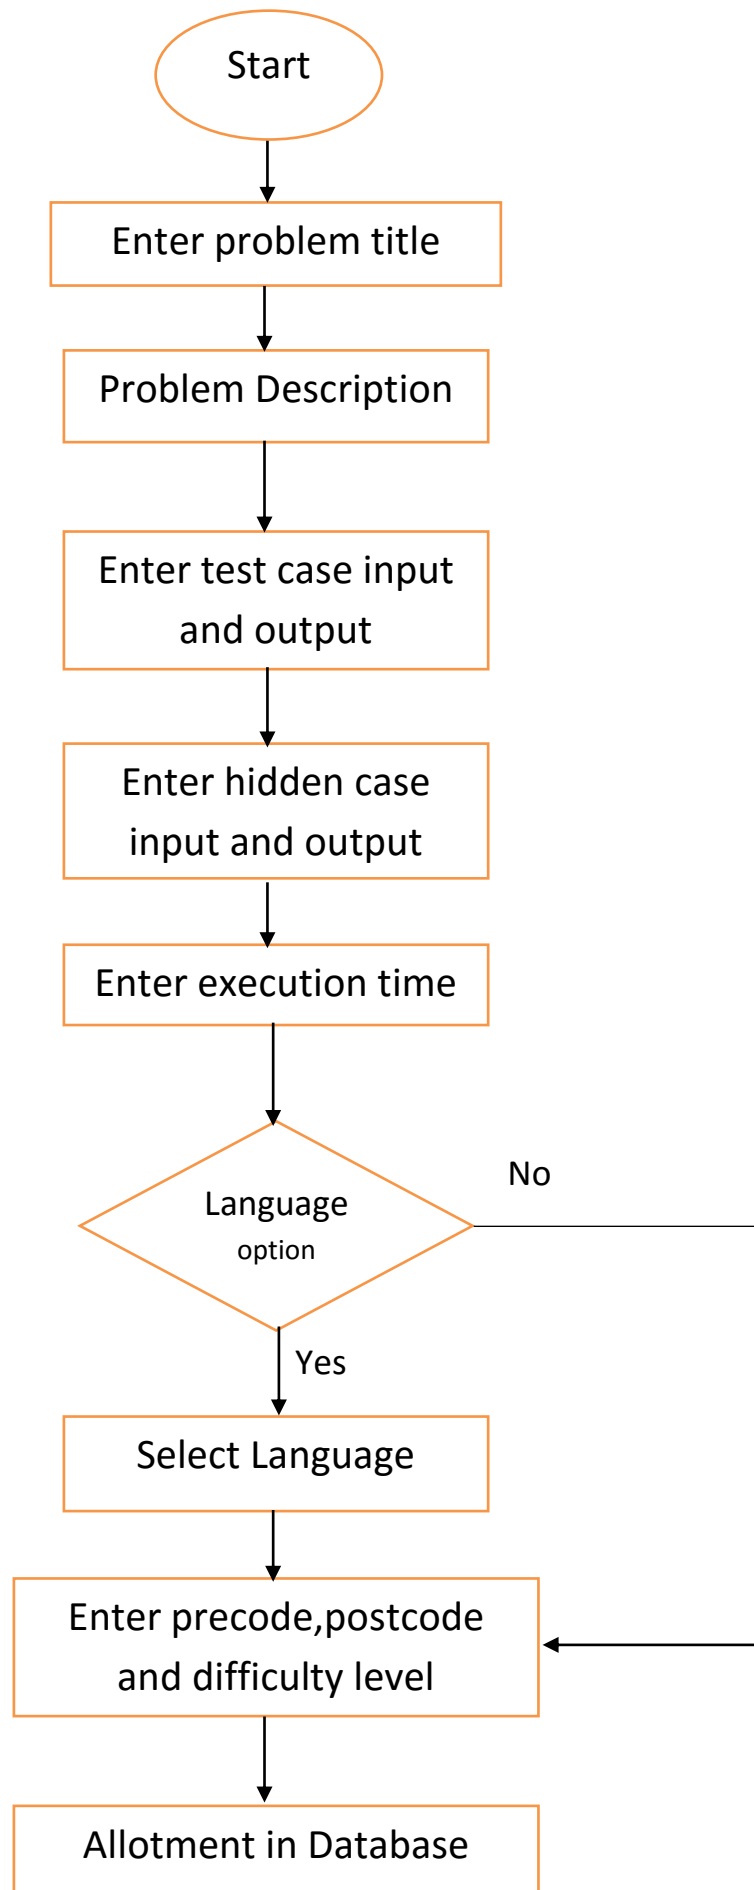 Start
Enter problem title
Problem Description
Enter test case input
and output
Enter hidden case
input and output
Enter execution time
Language
option
No
Yes
Select Language
Enter precode,postcode
and difficulty level
Allotment in Database